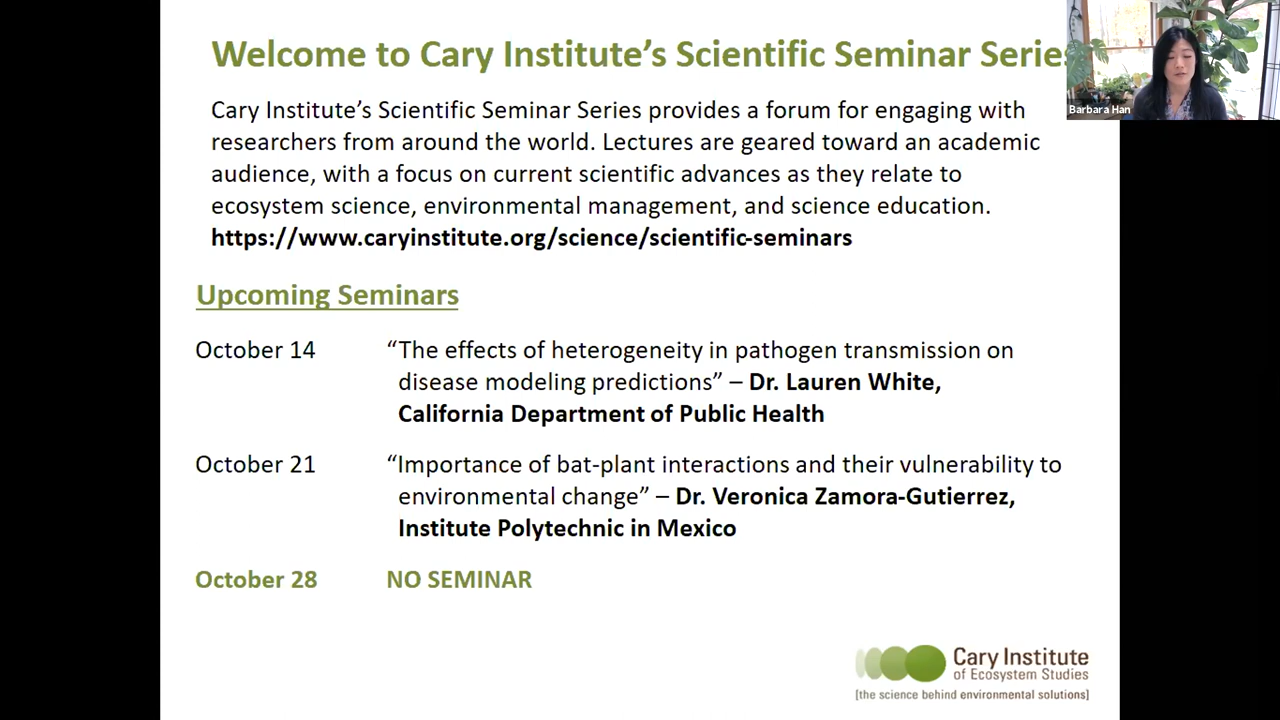 Welcome to Cary Institute’s Scientific Seminar Series
Barbara Han
Cary Institute’s Scientific Seminar Series provides a forum for engaging with
researchers from around the world. Lectures are geared toward an academic
audience, with a focus on current scientific advances as they relate to
ecosystem science, environmental management, and science education.
https://www.caryinstitute.org/science/scientific-seminars
Upcoming Seminars
October 14 “The effects of heterogeneity in pathogen transmission on
disease modeling predictions” – Dr. Lauren White,
California Department of Public Health
October 21 “Importance of bat-plant interactions and their vulnerability to
environmental change” – Dr. Veronica Zamora-Gutierrez,
Institute Polytechnic in Mexico
October 28 NO SEMINAR
Cary Institute
of Ecosystem Studies
[the science behind environmental solutions]